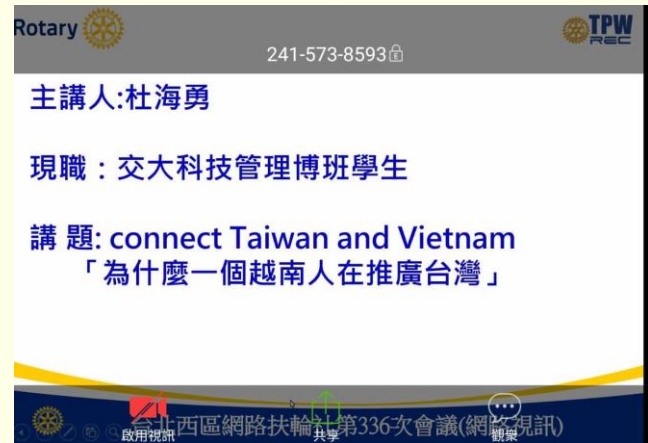 Rotary
TPW
REC
241-573-8593
主講人:杜海勇
現職：交大科技管理博班學生
講 題: connect Taiwan and Vietnam
「為什麼一個越南人在推廣台灣」
台北西區網路扶輪社第336次會議(網路視訊)
啟用視訊
共享
觀眾